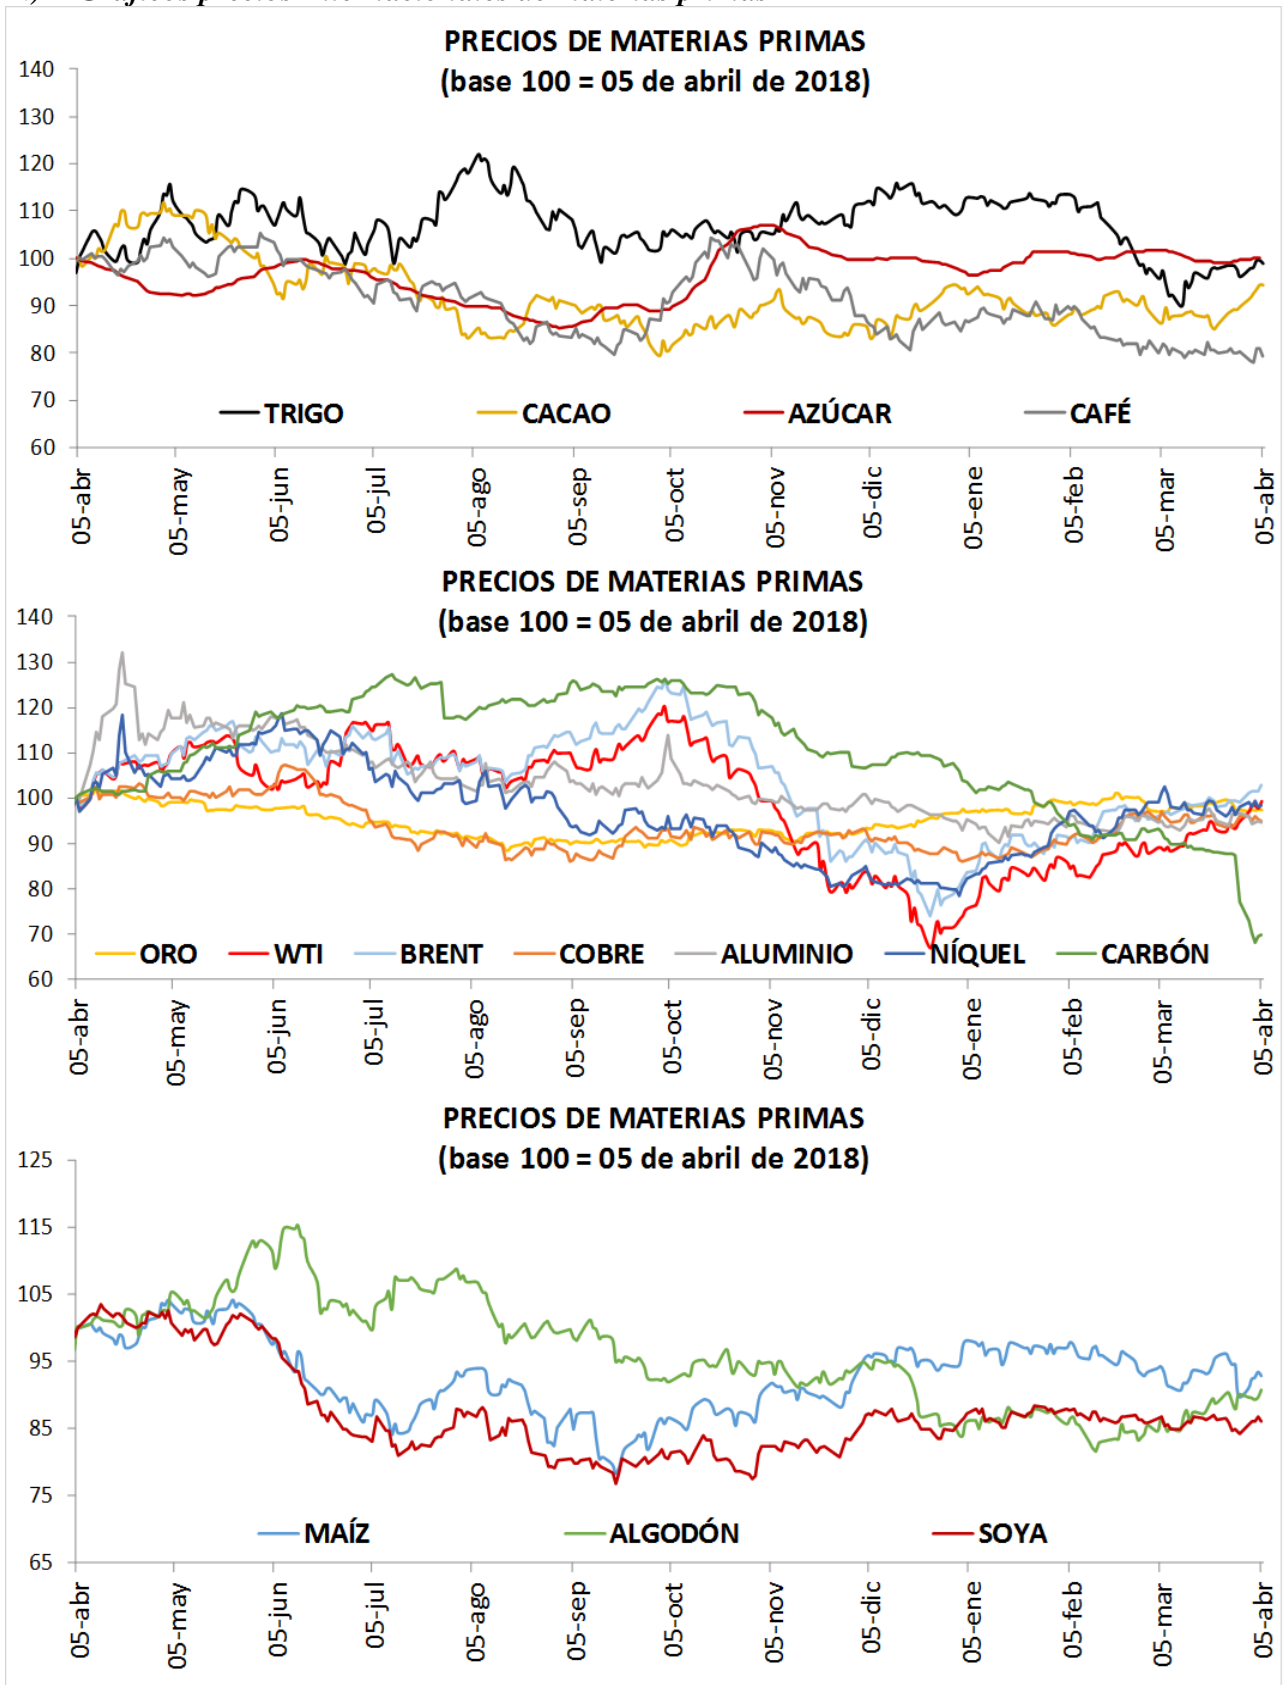 Gráficos precios internacionales de materias primas
PRECIOS DE MATERIAS PRIMAS
(base 100 = 05 de abril de 2018)
140
130
120
110
100
90
80
70
60
TRIGO CACAO AZÚCAR CAFÉ
05-abr 05-may 05-jun 05-jul 05-ago 05-sep 05-oct 05-nov 05-dic 05-ene 05-feb 05-mar 05-abr
PRECIOS DE MATERIAS PRIMAS
(base 100 = 05 de abril de 2018)
140
130
120
110
100
90
80
70
60
ORO WTI BRENT COBRE ALUMINIO NÍQUEL CARBÓN
05-abr 05-may 05-jun 05-jul 05-ago 05-sep 05-oct 05-nov 05-dic 05-ene 05-feb 05-mar 05-abr
PRECIOS DE MATERIAS PRIMAS
(base 100 = 05 de abril de 2018)
125
115
105
95
85
75
65
MAÍZ ALGODÓN SOYA
05-abr 05-may 05-jun 05-jul 05-ago 05-sep 05-oct 05-nov 05-dic 05-ene 05-feb 05-mar 05-abr